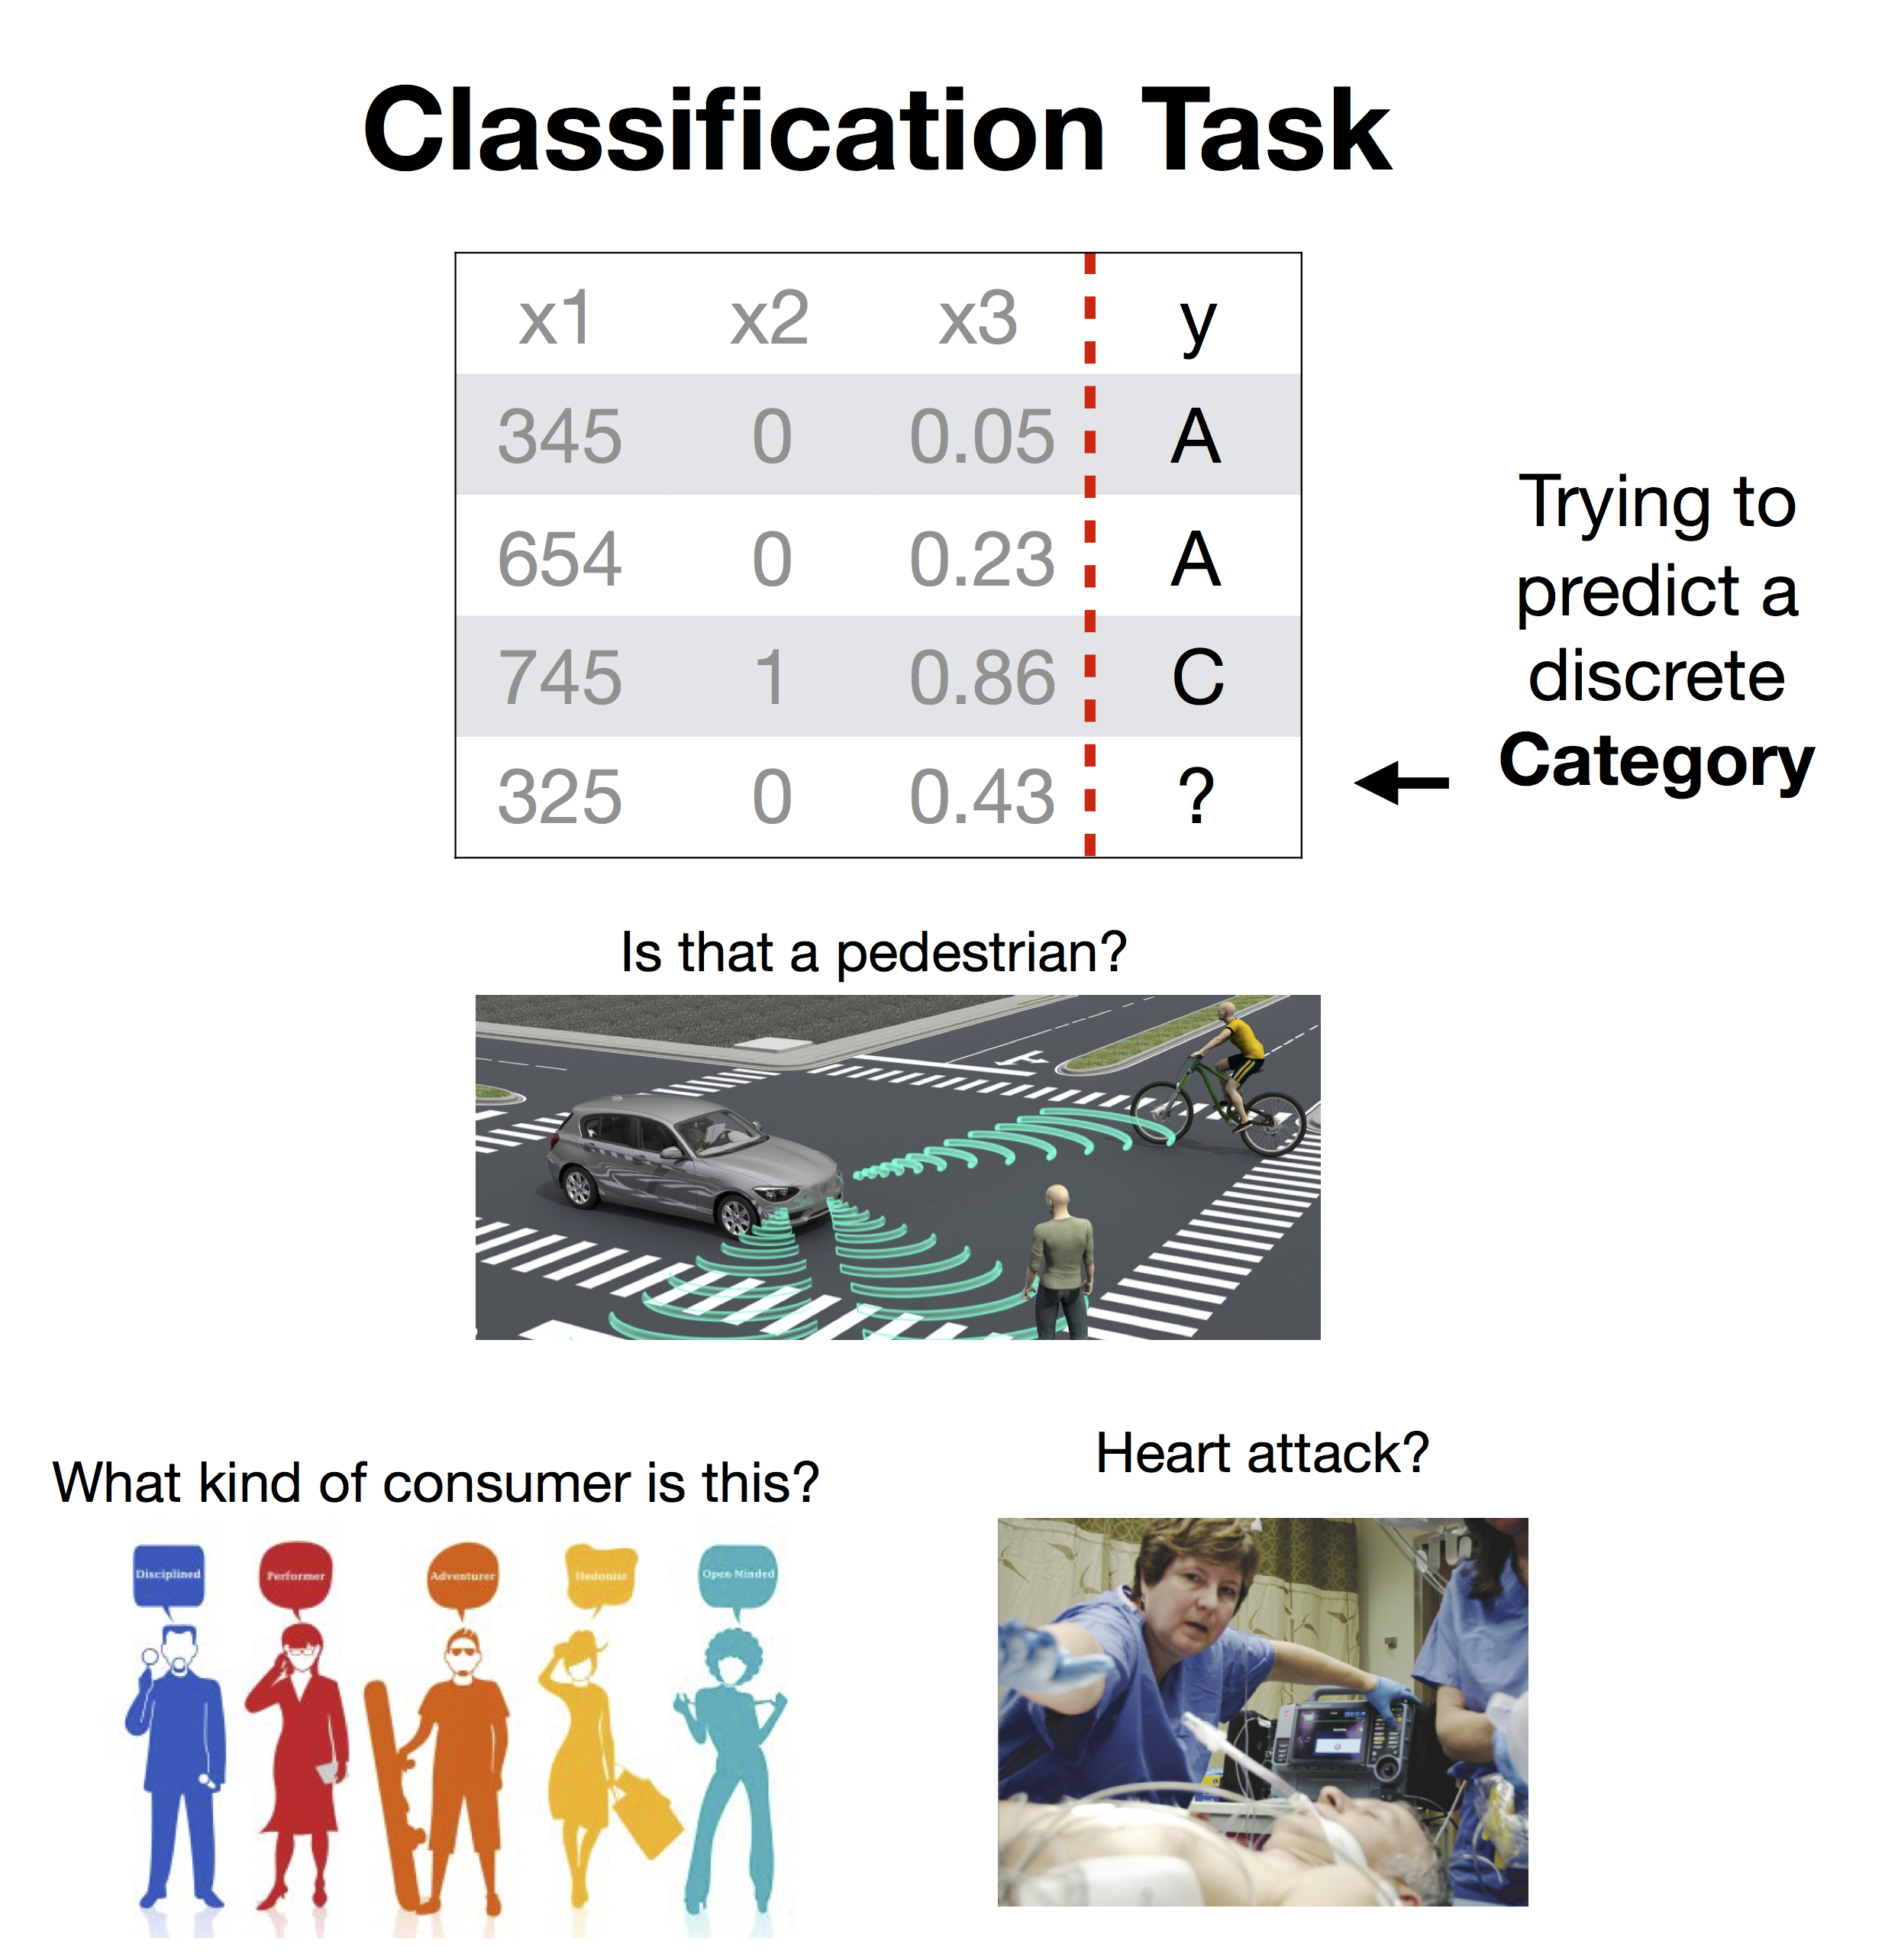 Classification Task
x1 x2 x3 y
345 0 0.05 A
654 0 0.23 A
745 1 0.86 C
325 0 0.43 ?
Trying to
predict a
discrete
Category
Is that a pedestrian?
What kind of consumer is this?
Heart attack?
Disciplined
Performer
Adventurer
Hedonist
Open Minded